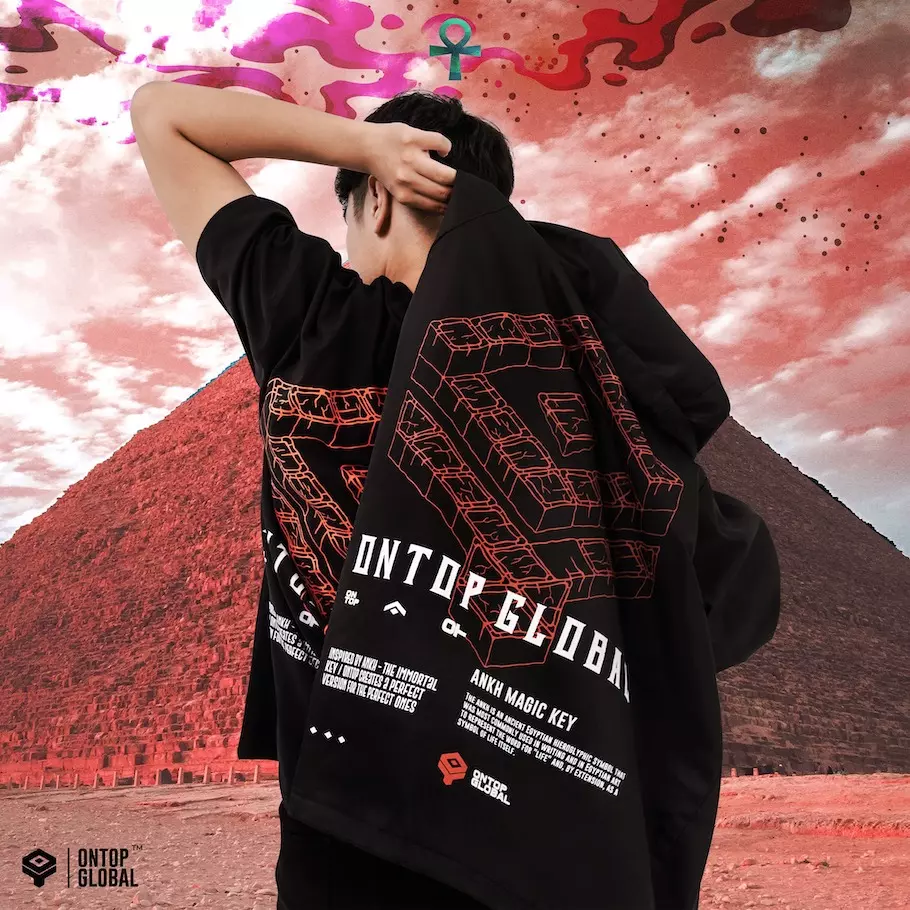 ONTOP GLOBAL
ON
TOP
INSPIRED BY ANKH - THE IMMORTAL
KEY / ONTOP CREATES A PERFECT
VERSION FOR THE PERFECT ONES
ANKH MAGIC KEY
THE ANKH IS AN ANCIENT EGYPTIAN HIEROGLYPHIC SYMBOL THAT
WAS MOST COMMONLY USED IN WRITING AND IN EGYPTIAN ART
TO REPRESENT THE WORD FOR "LIFE" AND, BY EXTENSION, AS A
SYMBOL OF LIFE ITSELF.
ONTOP
GLOBAL
ONTOP™
GLOBAL